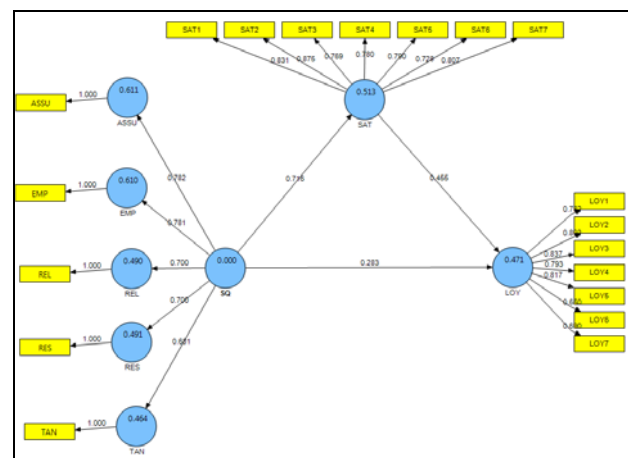 SAT1 SAT2 SAT3 SAT4 SAT5 SAT6 SAT7
0.831 0.876 0.769 0.780 0.790 0.728 0.807
0.513
SAT
0.611
1.000
ASSU
ASSU
0.782
0.716
0.455
0.610
1.000
EMP
EMP
0.781
0.490
1.000
REL
REL
0.700
0.000
SQ
0.283
0.471
LOY
LOY1
LOY2
LOY3
0.837
LOY4
0.793
LOY5
0.817
LOY6
LOY7
0.491
1.000
RES
RES
0.700
0.464
1.000
TAN
TAN